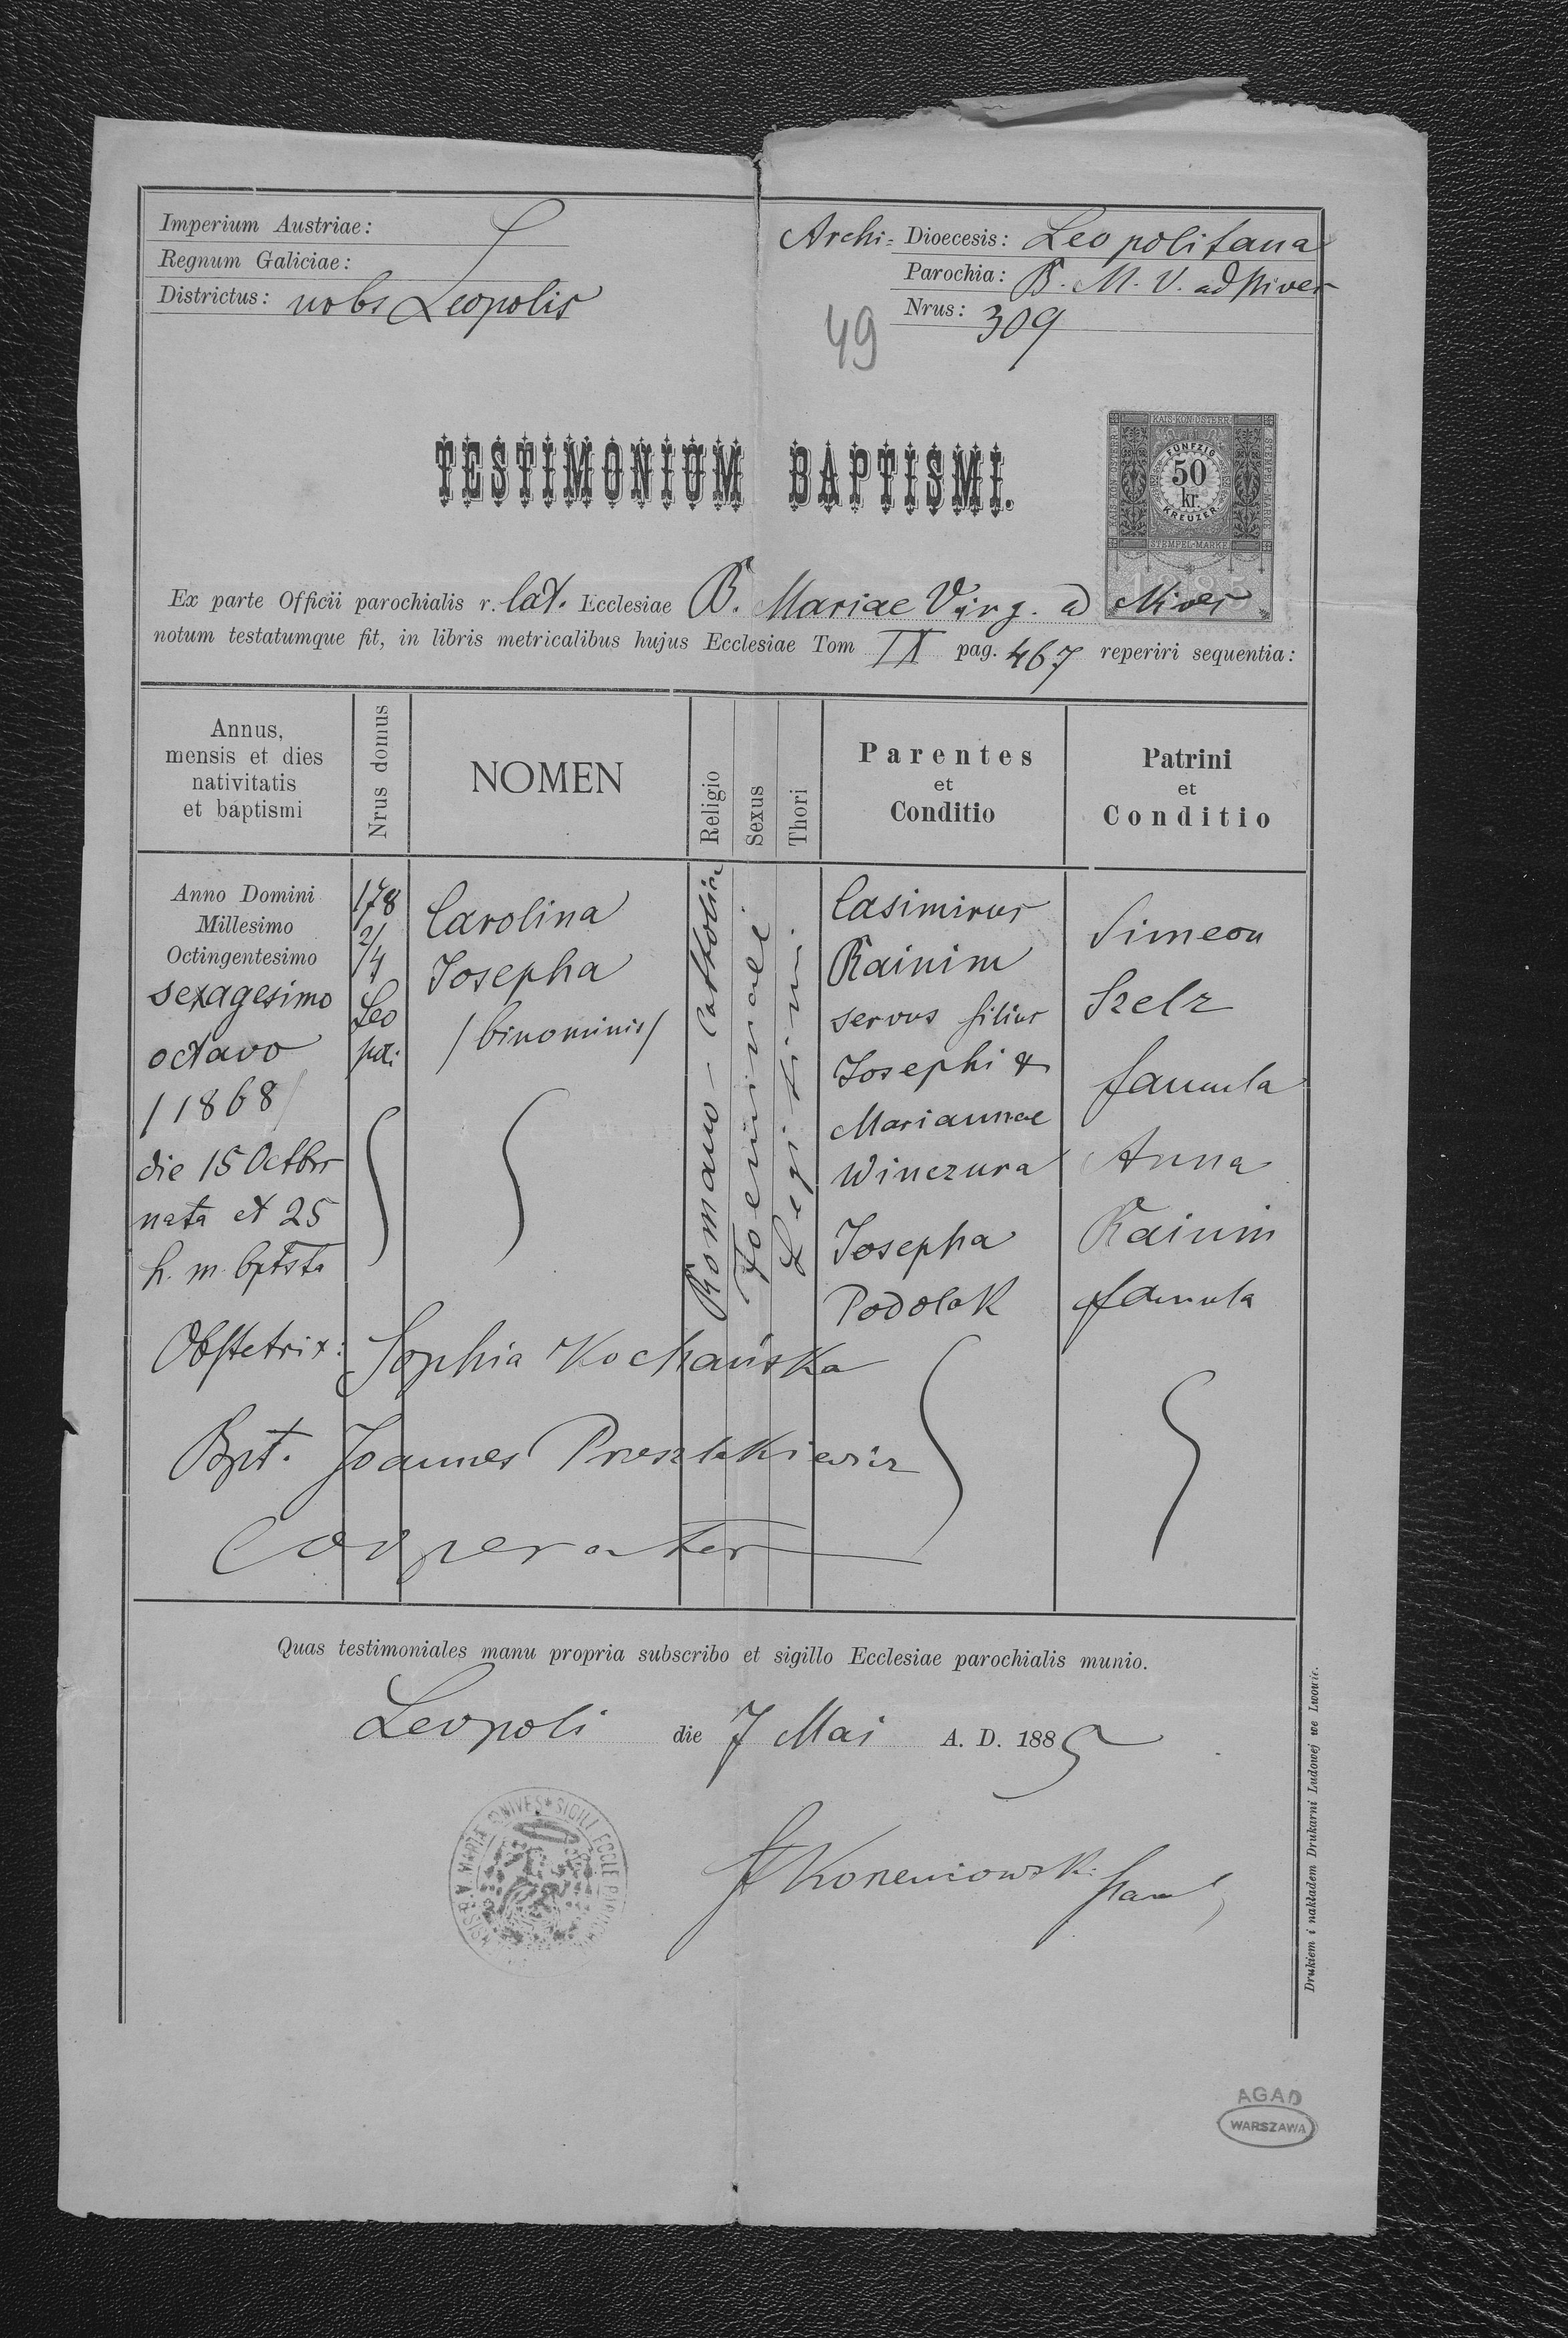 Imperium Austriae:
Regnum Galiciae:
Districtus: urbs Leopolis
Archi= Dioecesis: Leopolitana
Parochia: B. M. V. ad Nives
Nrus: 309
49
TESTIMONIUM BAPTISMI.
KAIS. KÖN. ÖSTERR.
STEMPEL-MARKE
FÜNFZIG
50
kr.
KREUZER
STEMPEL-MARKE
1885
Ex parte Officii parochialis r. lat. Ecclesiae B. Mariae Virg. ad Nives
notum testatumque fit, in libris metricalibus hujus Ecclesiae Tom IX pag. 467 reperiri sequentia:
Annus,
mensis et dies
nativitatis
et baptismi
Nrus domus
NOMEN
Religio
Sexus
Thori
Parentes
et
Conditio
Patrini
et
Conditio
Anno Domini
Millesimo
Octingentesimo
sexagesimo
octavo
/1868/
die 15 Octbrs
nata et 25
h. m. bptsta
178
2/4
Leo
poli
Carolina
Josepha
/binominis/
Romano-Catholica
Foeminei
Legitimi
Casimirus
Rainim
servus filius
Josephi &
Mariannae
Winczura
Josepha
Podolak
Simeon
Szelz
famula
Anna
Rainim
famula
Obstetrix: Sophia Kochańska
Bpt. Joannes
Cooperator
Quas testimoniales manu propria subscribo et sigillo Ecclesiae parochialis munio.
Leopoli die 7 Mai A. D. 1885
Korzeniowski
Drukiem i nakładem Drukarni Ludowej we Lwowie.
AGAD
WARSZAWA